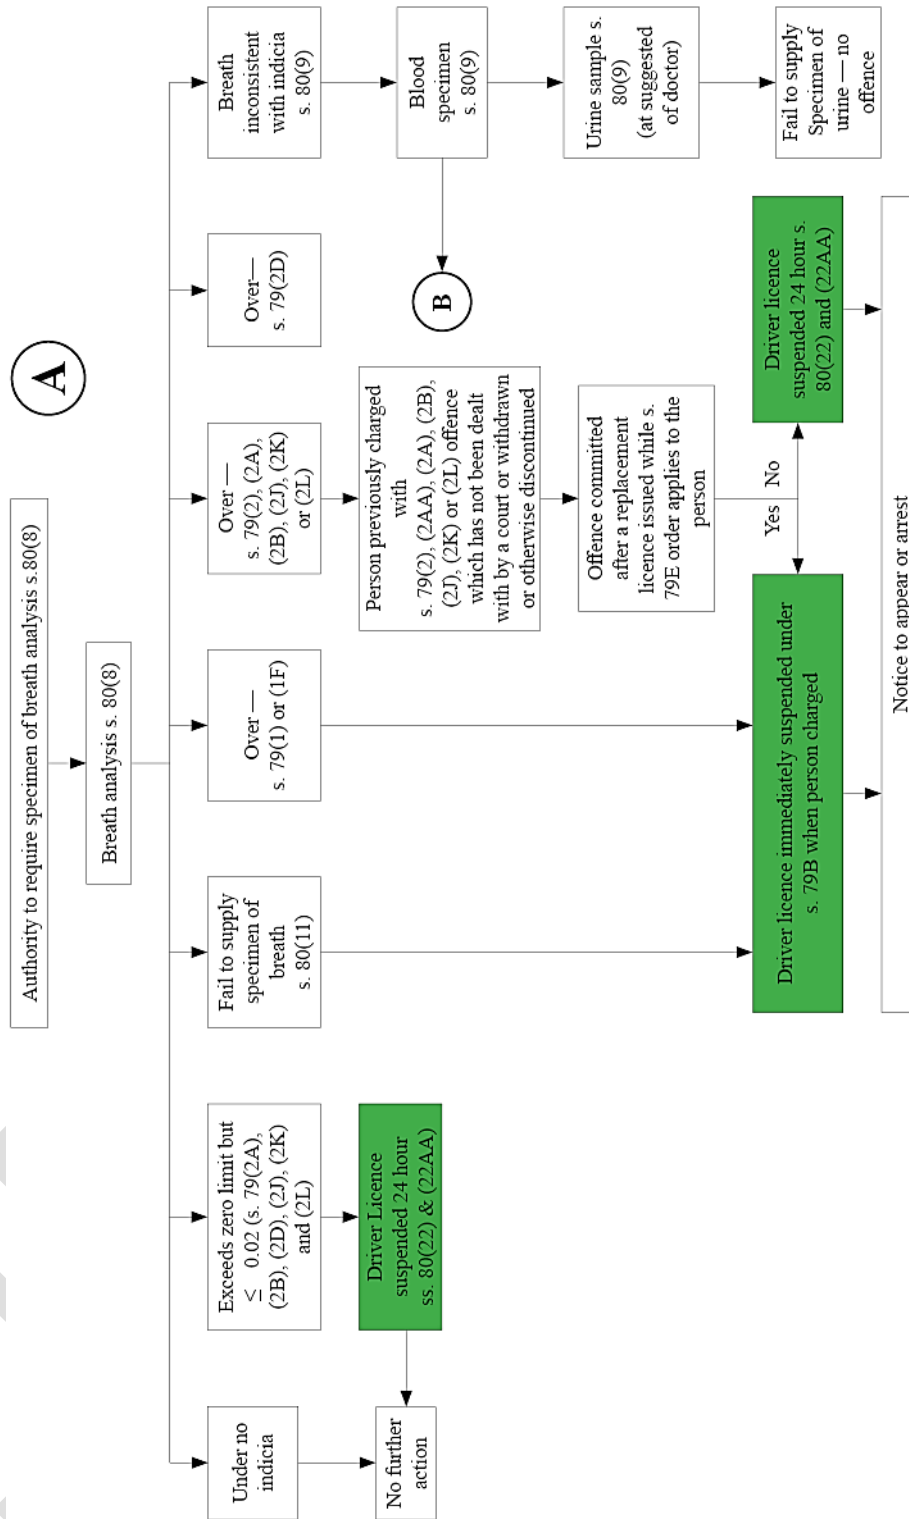 A
Authority to require specimen of breath analysis s.80(8)
Breath analysis s. 80(8)
Under no
indicia
No further
action
Exceeds zero limit but
≤ 0.02 (s. 79(2A),
(2B), (2D), (2J), (2K)
and (2L)
Driver Licence
suspended 24 hour
ss. 80(22) & (22AA)
Fail to supply
specimen of
breath
s. 80(11)
Over —
s. 79(1) or (1F)
Over —
s. 79(2), (2A),
(2B), (2J), (2K)
or (2L)
Person previously charged
with
s. 79(2), (2AA), (2A), (2B),
(2J), (2K) or (2L) offence
which has not been dealt
with by a court or withdrawn
or otherwise discontinued
Offence committed
after a replacement
licence issued while s.
79E order applies to the
person
Yes
No
Over—
s. 79(2D)
Breath
inconsistent
with indicia
s. 80(9)
Blood
specimen
s. 80(9)
B
Urine sample s.
80(9)
(at suggested
of doctor)
Fail to supply
Specimen of
urine — no
offence
Driver licence immediately suspended under
s. 79B when person charged
Driver licence
suspended 24 hour s.
80(22) and (22AA)
Notice to appear or arrest